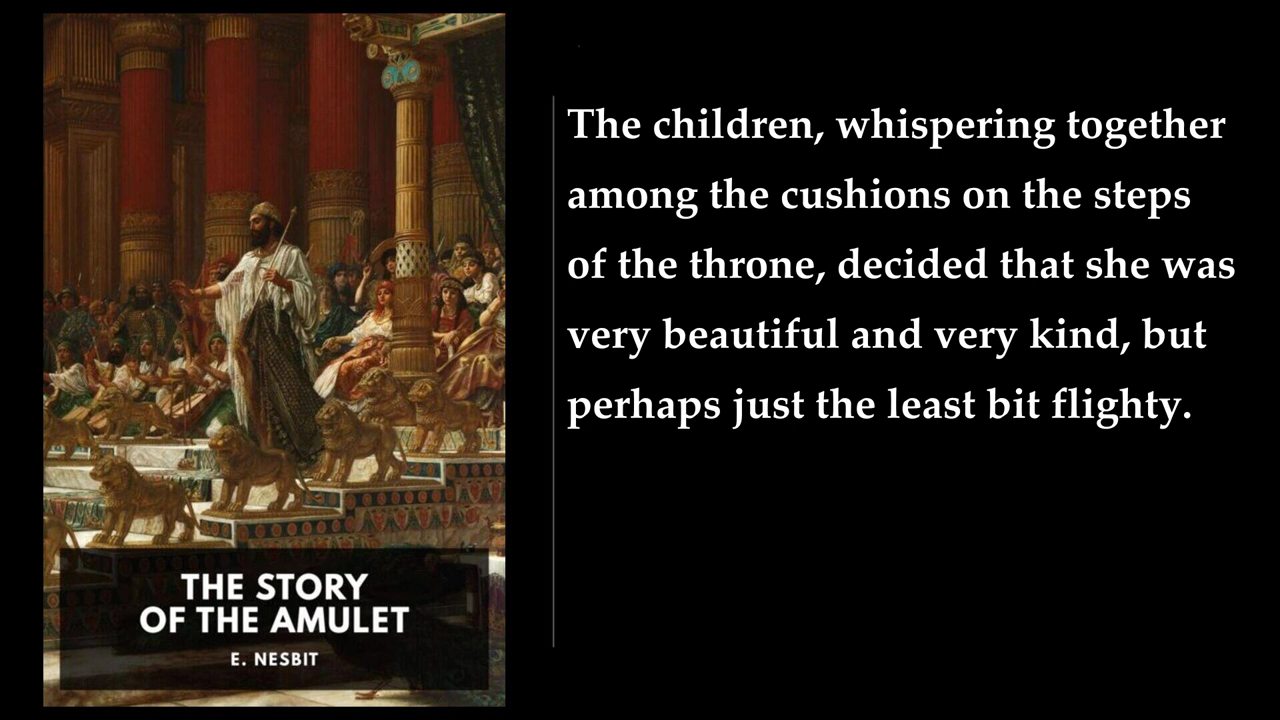 The children, whispering together
among the cushions on the steps
of the throne, decided that she was
very beautiful and very kind, but
perhaps just the least bit flighty.
THE STORY
OF THE AMULET
E. NESBIT